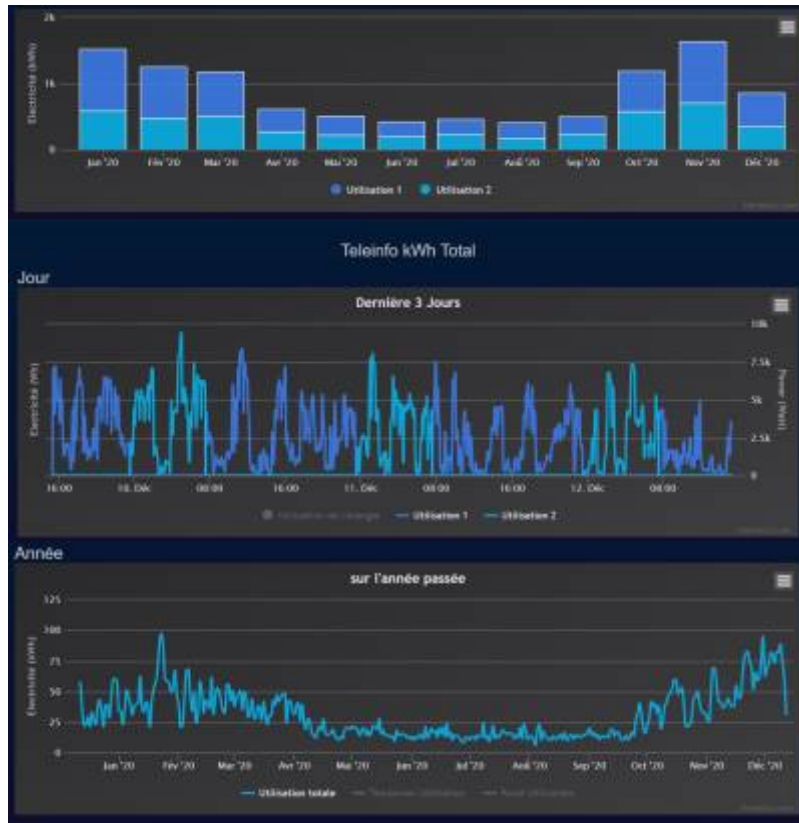 2k
Electricité (kWh)
1k
0
Jan '20 Fév '20 Mar '20 Avr '20 Mai '20 Jun '20 Jul '20 Aoû '20 Sep '20 Oct '20 Nov '20 Déc '20
Utilisation 1 Utilisation 2
Teleinfo kWh Total
Jour
Dernière 3 Jours
10k
7.5k
5k
2.5k
0
Electricité (Wh)
Power (Watt)
16:00 10. Déc 08:00 16:00 11. Déc 08:00 16:00 12. Déc 08:00
Utilisation 1 Utilisation 2
Année
sur l'année passée
125
100
75
50
25
0
Electricité (kWh)
Jan '20 Fév '20 Mar '20 Avr '20 Mai '20 Jun '20 Jul '20 Aoû '20 Sep '20 Oct '20 Nov '20 Déc '20
Utilisation totale